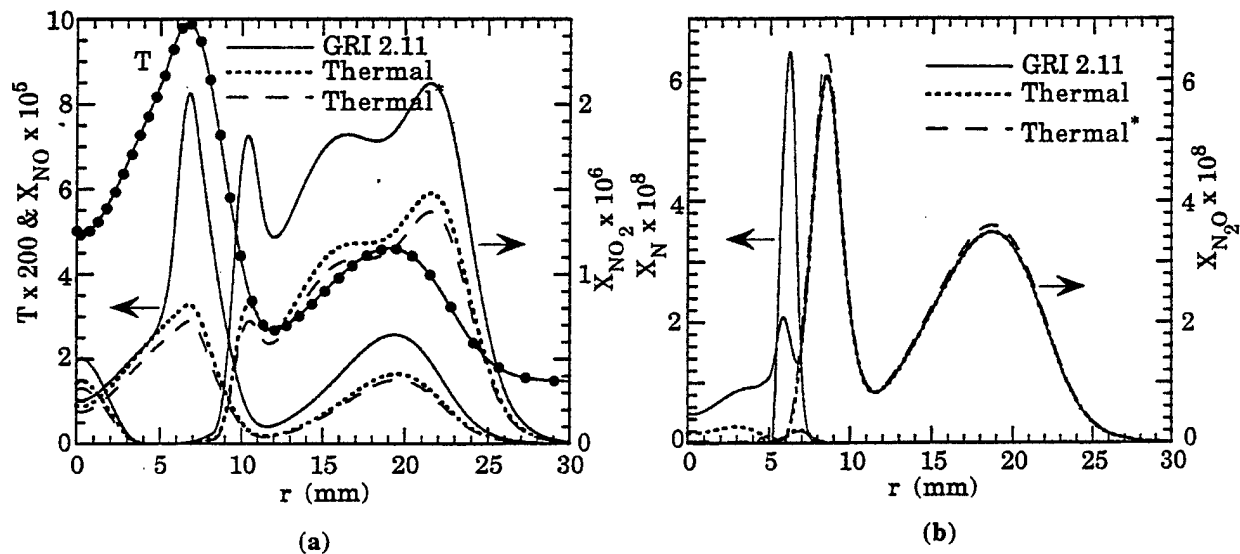 10
8
6
4
2
0
T x 200 & X_NO x 10^5
T
GRI 2.11
Thermal
Thermal*
2
1
0
X_NO2 x 10^6
0 5 10 15 20 25 30
r (mm)
(a)
6
4
2
0
X_N x 10^8
GRI 2.11
Thermal
Thermal*
6
4
2
0
X_N2O x 10^8
0 5 10 15 20 25 30
r (mm)
(b)